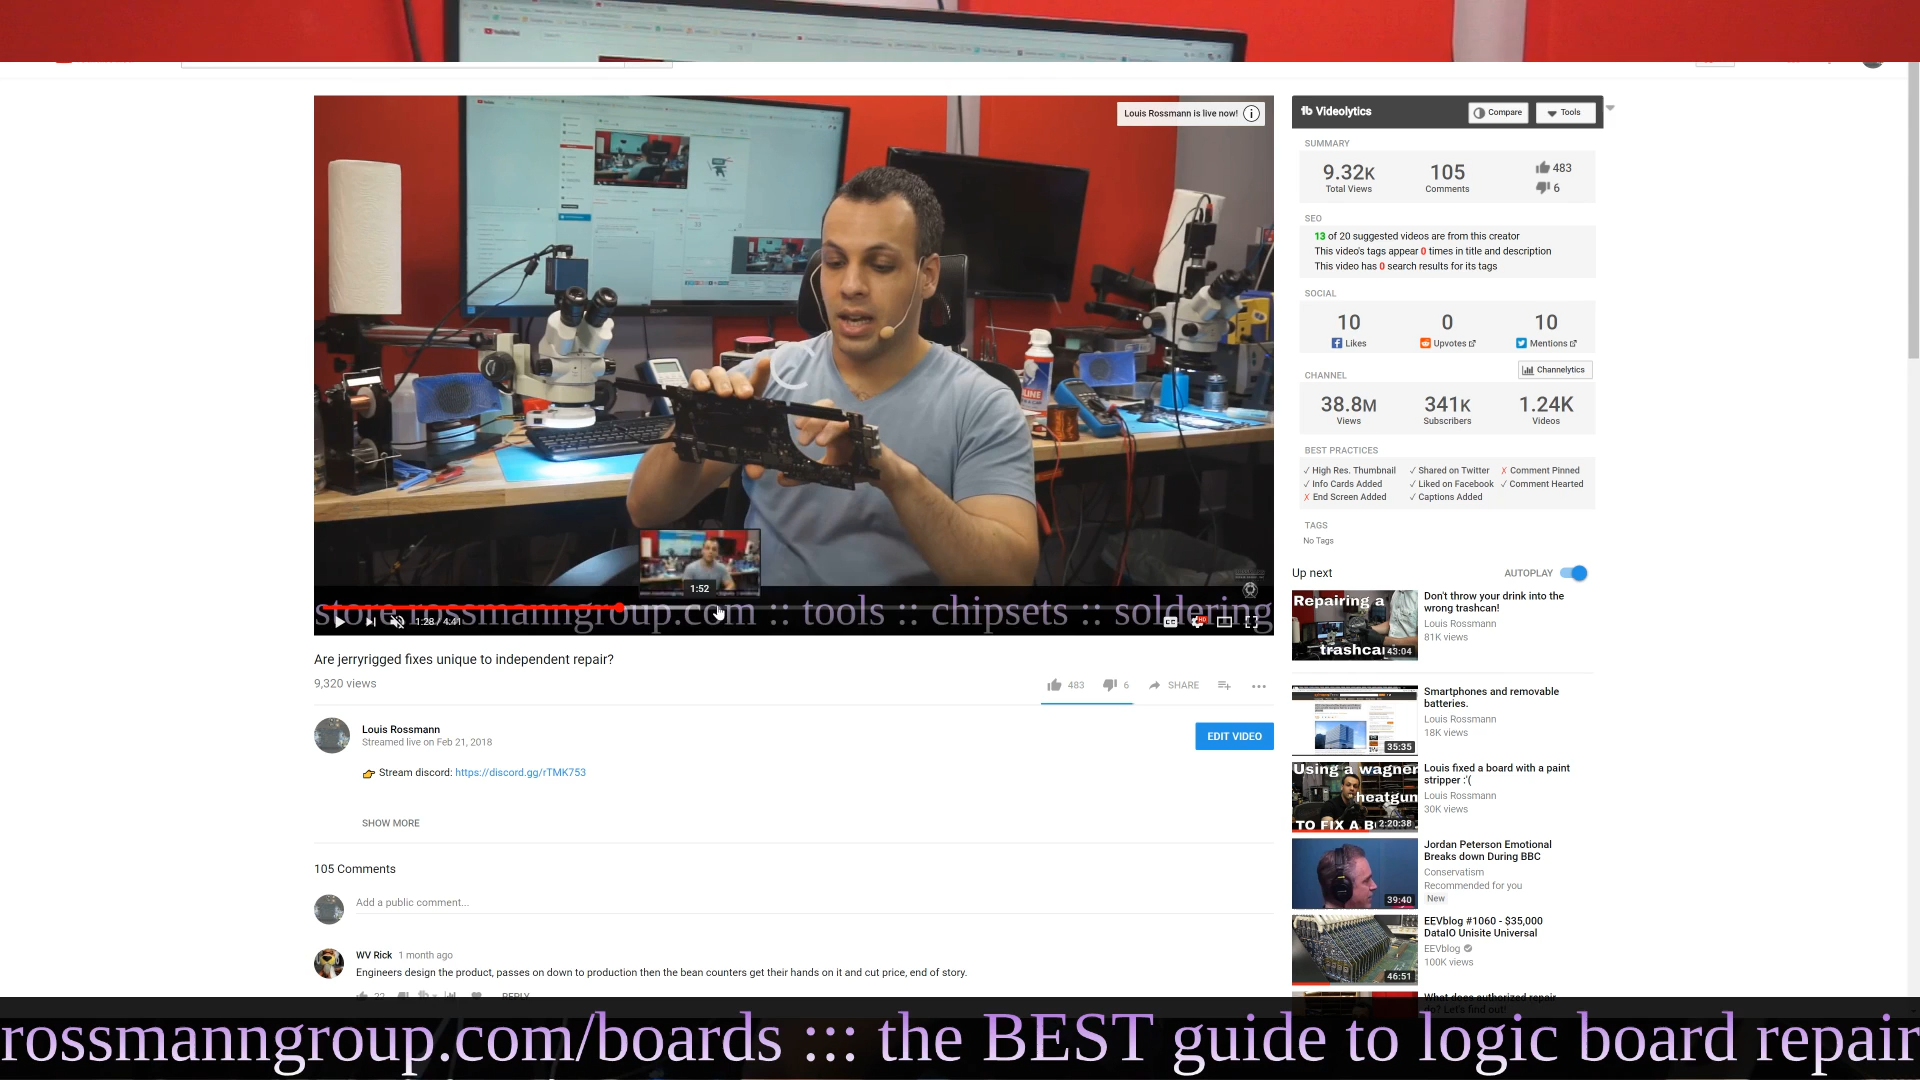 Louis Rossmann is live now!
1:52
store.rossmanngroup.com :: tools :: chipsets :: soldering
1:28 / 4:41
Are jerryrigged fixes unique to independent repair?
9,320 views
483
6
SHARE
Louis Rossmann
Streamed live on Feb 21, 2018
EDIT VIDEO
Stream discord: https://discord.gg/rTMK753
SHOW MORE
105 Comments
Add a public comment...
WV Rick 1 month ago
Engineers design the product, passes on down to production then the bean counters get their hands on it and cut price, end of story.
22
REPLY
Videolytics
Compare
Tools
SUMMARY
9.32K 105 483
Total Views Comments 6
SEO
13 of 20 suggested videos are from this creator
This video's tags appear 0 times in title and description
This video has 0 search results for its tags
SOCIAL
10 0 10
Likes Upvotes Mentions
CHANNEL
Channelytics
38.8M 341K 1.24K
Views Subscribers Videos
BEST PRACTICES
✓ High Res. Thumbnail ✓ Shared on Twitter ✗ Comment Pinned
✓ Info Cards Added ✓ Liked on Facebook ✓ Comment Hearted
✗ End Screen Added ✓ Captions Added
TAGS
No Tags
Up next
AUTOPLAY
Repairing a
trashcan
43:04
Don't throw your drink into the
wrong trashcan!
Louis Rossmann
81K views
35:35
Smartphones and removable
batteries.
Louis Rossmann
18K views
Using a wagner
heatgun
TO FIX A B
2:20:38
Louis fixed a board with a paint
stripper :'(
Louis Rossmann
30K views
39:40
Jordan Peterson Emotional
Breaks down During BBC
Conservatism
Recommended for you
New
46:51
EEVblog #1060 - $35,000
DataIO Unisite Universal
EEVblog
100K views
What does authorized repair
do? Let's find out!
rossmanngroup.com/boards ::: the BEST guide to logic board repair